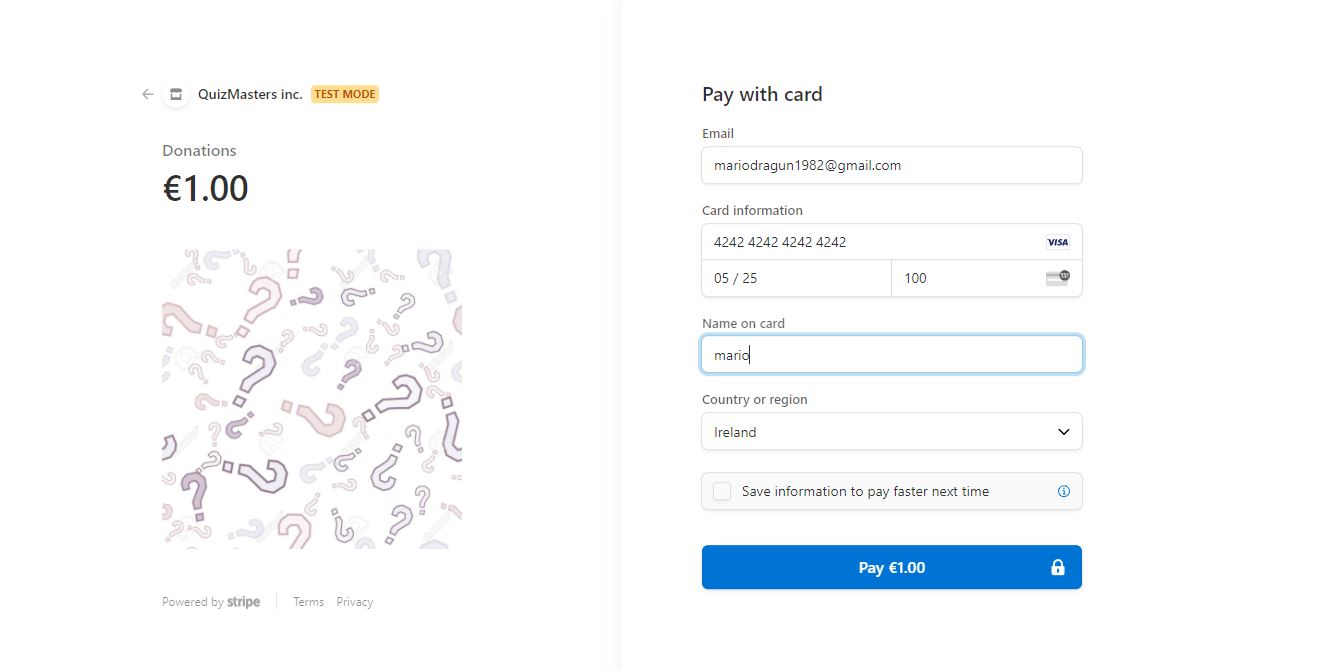 QuizMasters inc. TEST MODE
Donations
€1.00
Powered by stripe
Terms Privacy
Pay with card
Email
mariodragun1982@gmail.com
Card information
4242 4242 4242 4242 VISA
05 / 25 100
Name on card
mario
Country or region
Ireland
Save information to pay faster next time
Pay €1.00